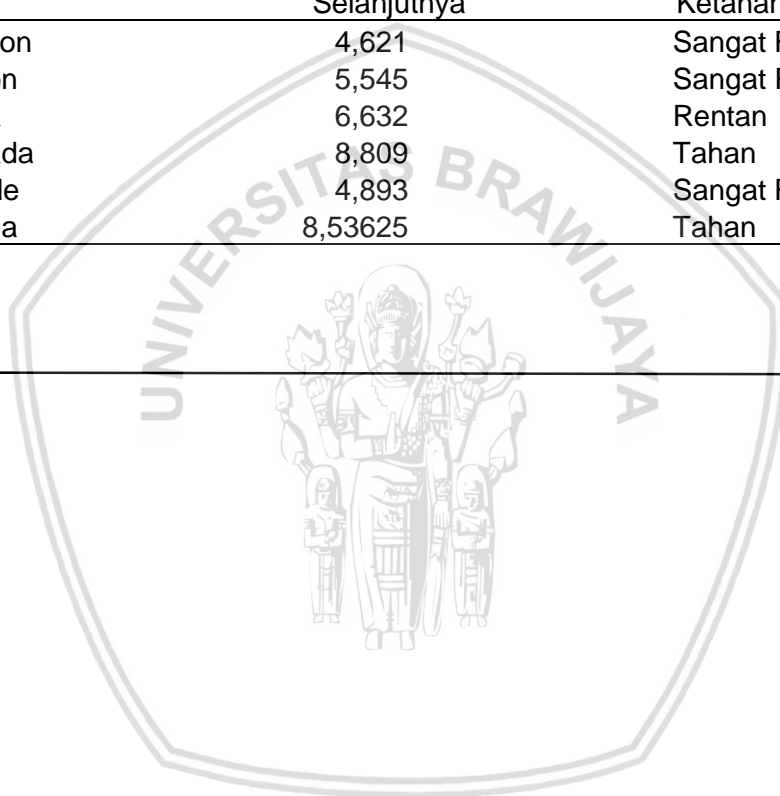 Selanjutnya Ketahan
on 4,621 Sangat
n 5,545 Sangat
6,632 Rentan
da 8,809 Tahan
le 4,893 Sangat
a 8,53625 Tahan
UNIVERSITAS BRAWIJAYA